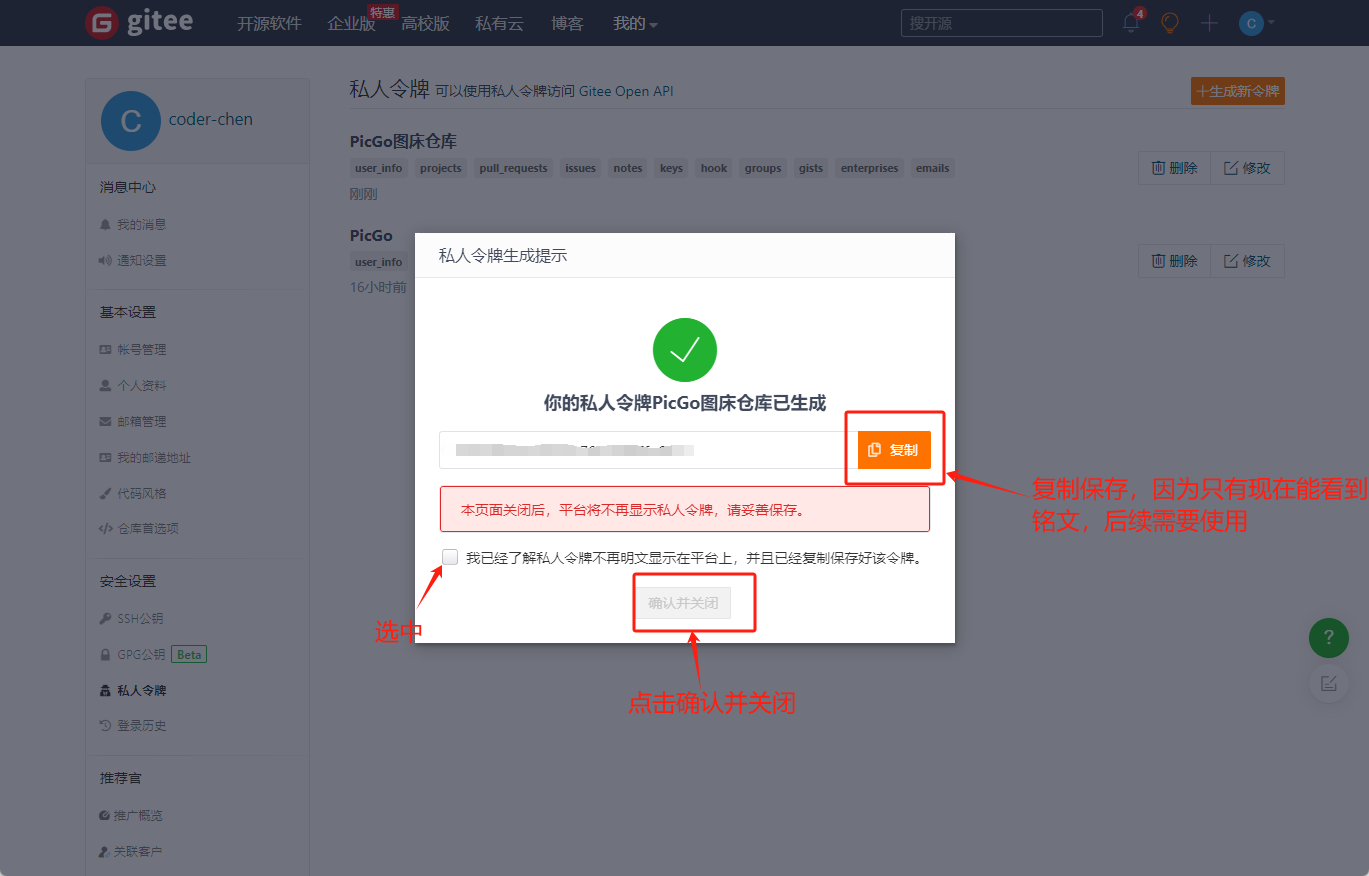 gitee
开源软件
企业版
特惠
高校版
私有云
博客
我的
搜开源
4
C
C
coder-chen
消息中心
我的消息
通知设置
基本设置
帐号管理
个人资料
邮箱管理
我的邮递地址
代码风格
仓库首选项
安全设置
SSH公钥
GPG公钥 Beta
私人令牌
登录历史
推荐官
推广概览
关联客户
私人令牌 可以使用私人令牌访问 Gitee Open API
+生成新令牌
PicGo图床仓库
user_info projects pull_requests issues notes keys hook groups gists enterprises emails
刚刚
删除 修改
PicGo
user_info
16小时前
删除 修改
私人令牌生成提示
你的私人令牌PicGo图床仓库已生成
复制
本页面关闭后，平台将不再显示私人令牌，请妥善保存。
我已经了解私人令牌不再明文显示在平台上，并且已经复制保存好该令牌。
确认并关闭
复制保存，因为只有现在能看到
铭文，后续需要使用
选中
点击确认并关闭
?